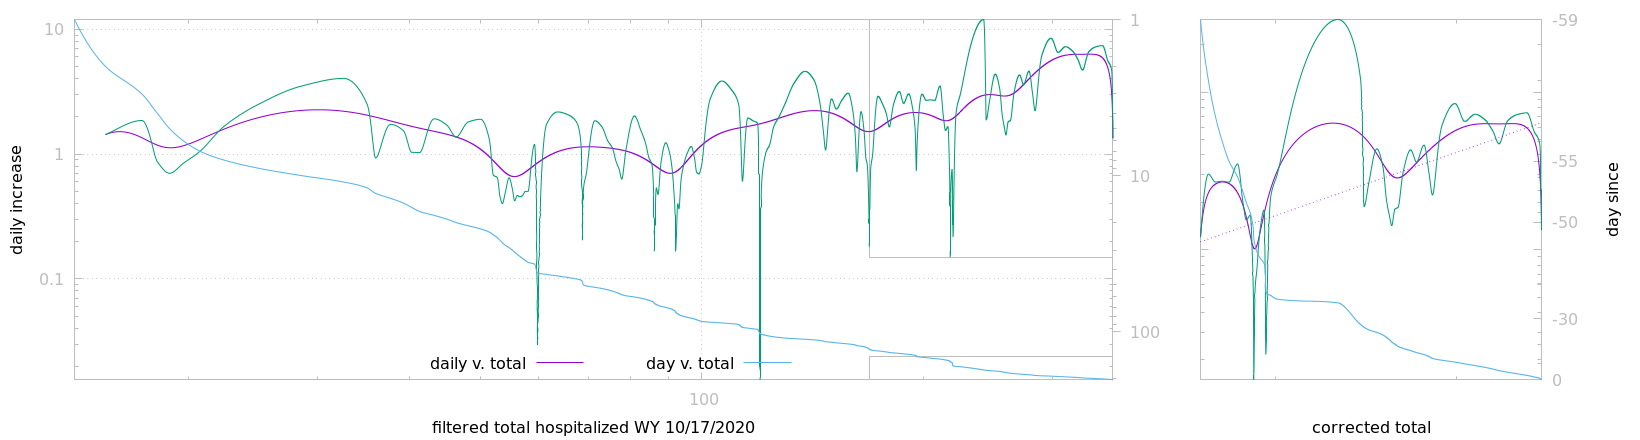 10
1
0.1
daily increase
1
10
100
daily v. total
day v. total
100
filtered total hospitalized WY 10/17/2020
-59
-55
-50
-30
0
day since
corrected total